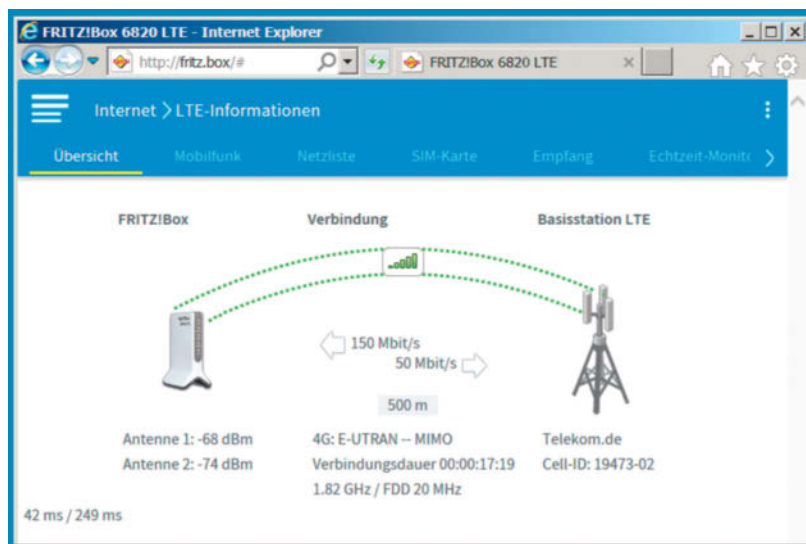 FRITZ!Box 6820 LTE - Internet Explorer
http://fritz.box/#
FRITZ!Box 6820 LTE
Internet > LTE-Informationen
Übersicht
Mobilfunk
Netzliste
SIM-Karte
Empfang
Echtzeit-Monito
FRITZ!Box
Verbindung
Basisstation LTE
150 Mbit/s
50 Mbit/s
500 m
Antenne 1: -68 dBm
4G: E-UTRAN -- MIMO
Telekom.de
Antenne 2: -74 dBm
Verbindungsdauer 00:00:17:19
Cell-ID: 19473-02
1.82 GHz / FDD 20 MHz
42 ms / 249 ms